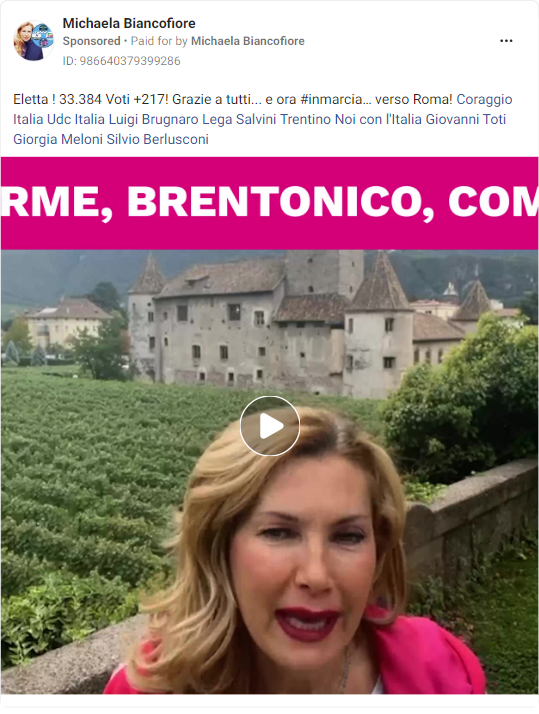 Michaela Biancofiore
Sponsored • Paid for by Michaela Biancofiore
ID: 986640379399286
Eletta ! 33.384 Voti +217! Grazie a tutti... e ora #inmarcia... verso Roma! Coraggio
Italia Udc Italia Luigi Brugnaro Lega Salvini Trentino Noi con l'Italia Giovanni Toti
Giorgia Meloni Silvio Berlusconi
RME, BRENTONICO, COM